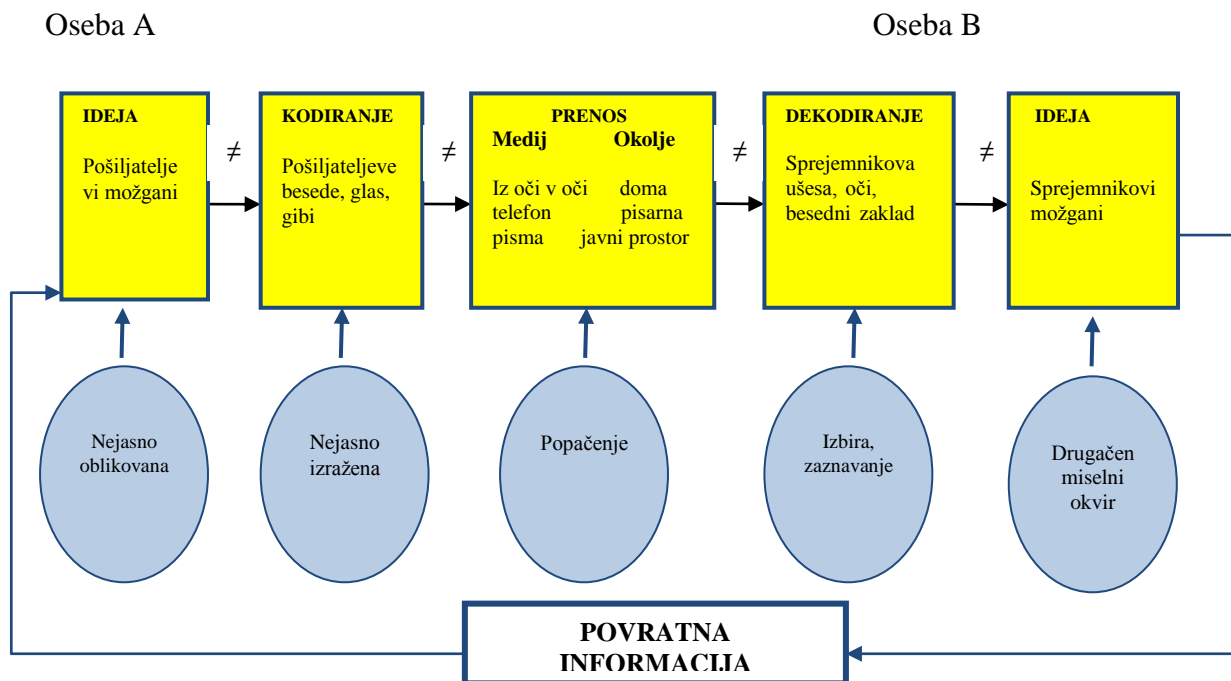 Oseba A
Oseba B
IDEJA
Pošiljatelje
vi možgani
≠
KODIRANJE
Pošiljateljeve
besede, glas,
gibi
≠
PRENOS
Medij Okolje
Iz oči v oči doma
telefon pisarna
pisma javni prostor
≠
DEKODIRANJE
Sprejemnikova
ušesa, oči,
besedni zaklad
≠
IDEJA
Sprejemnikovi
možgani
Nejasno
oblikovana
Nejasno
izražena
Popačenje
Izbira,
zaznavanje
Drugačen
miselni
okvir
POVRATNA
INFORMACIJA